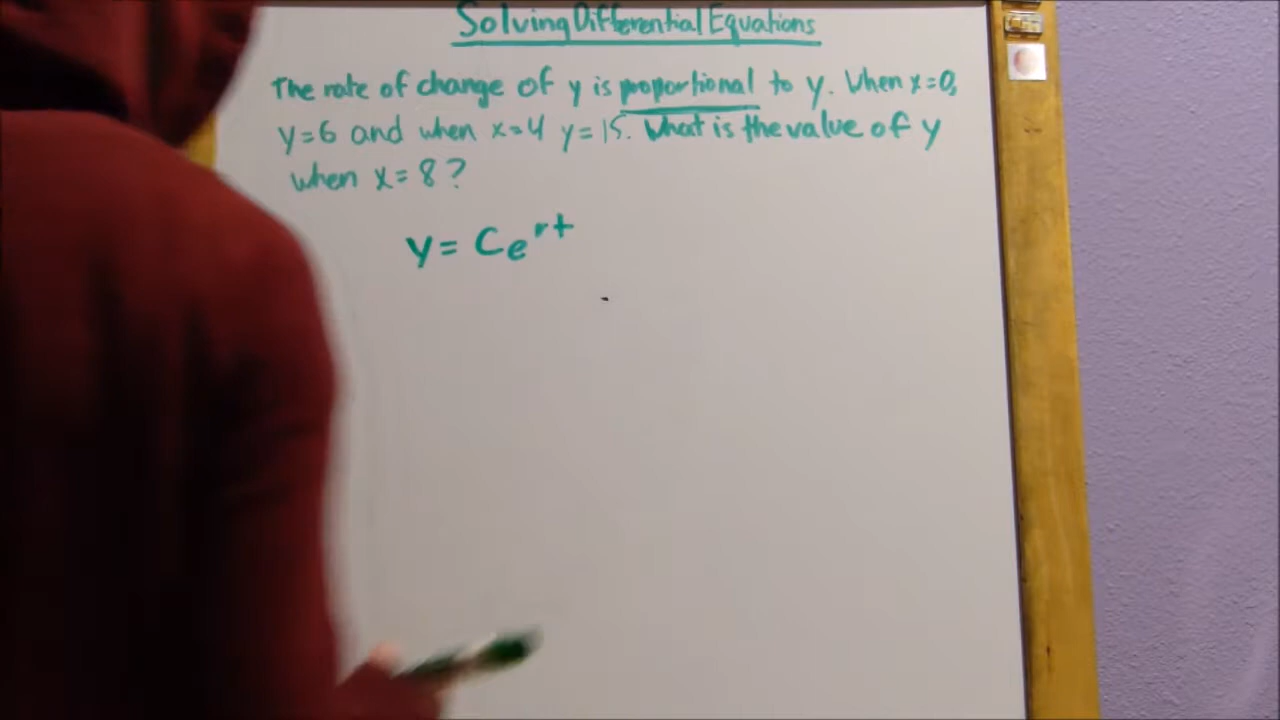 Solving Differential Equations
The rate of change of y is proportional to y. When x=0,
y=6 and when x=4 y=15. What is the value of y
when x=8?
y= Ce^rt